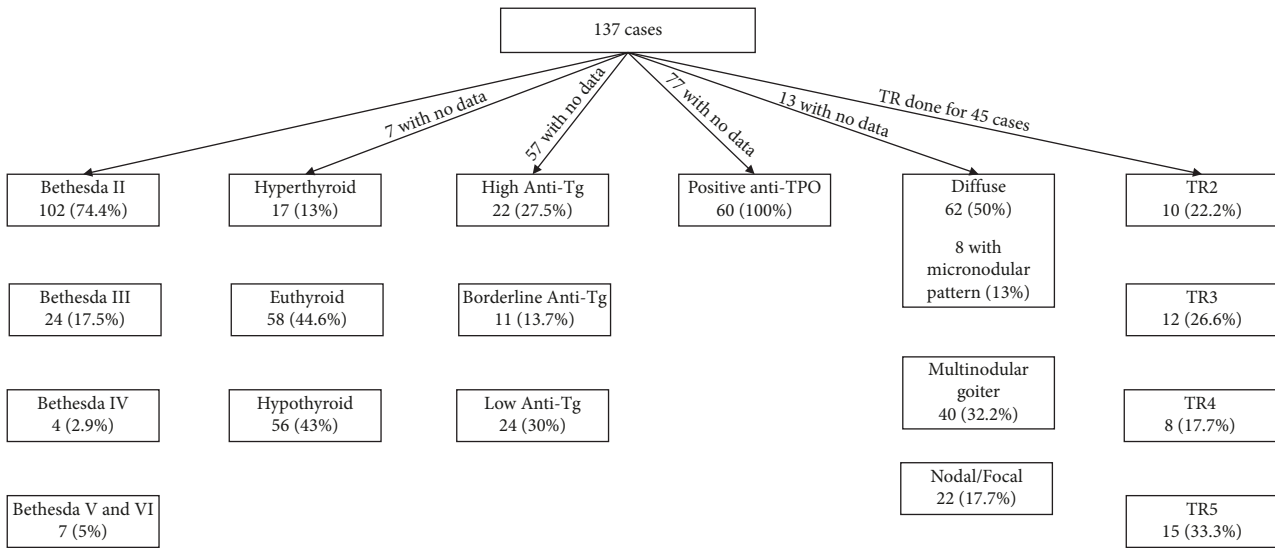 137 cases
7 with no data
57 with no data
77 with no data
13 with no data
TR done for 45 cases
Bethesda II
102 (74.4%)
Bethesda III
24 (17.5%)
Bethesda IV
4 (2.9%)
Bethesda V and VI
7 (5%)
Hyperthyroid
17 (13%)
Euthyroid
58 (44.6%)
Hypothyroid
56 (43%)
High Anti-Tg
22 (27.5%)
Borderline Anti-Tg
11 (13.7%)
Low Anti-Tg
24 (30%)
Positive anti-TPO
60 (100%)
Diffuse
62 (50%)
8 with
micronodular
pattern (13%)
Multinodular
goiter
40 (32.2%)
Nodal/Focal
22 (17.7%)
TR2
10 (22.2%)
TR3
12 (26.6%)
TR4
8 (17.7%)
TR5
15 (33.3%)